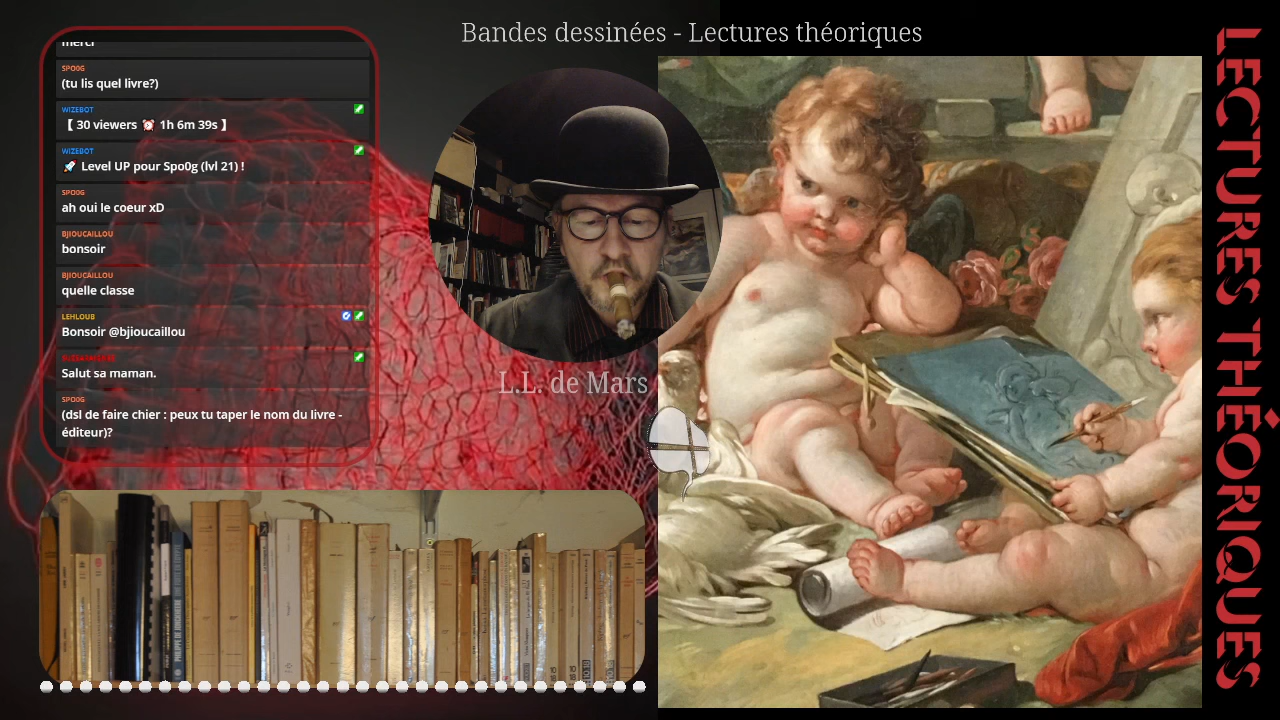 Bandes dessinées - Lectures théoriques
merci
SPO0G
(tu lis quel livre?)
WIZEBOT
【 30 viewers ⏰ 1h 6m 39s 】
WIZEBOT
🚀 Level UP pour Spo0g (lvl 21) !
SPO0G
ah oui le coeur xD
BJIOUCAILLOU
bonsoir
BJIOUCAILLOU
quelle classe
LEHLOUB
Bonsoir @bjioucaillou
Salut sa maman.
SPO0G
(dsl de faire chier : peux tu taper le nom du livre -
éditeur)?
L.L. de Mars
LECTURES THÉORIQUES